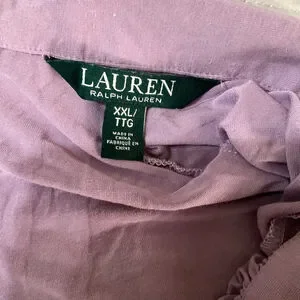 LAUREN
RALPH LAUREN
XXL/
TTG
MADE IN
CHINA
FABRIQUÉ EN
CHINE